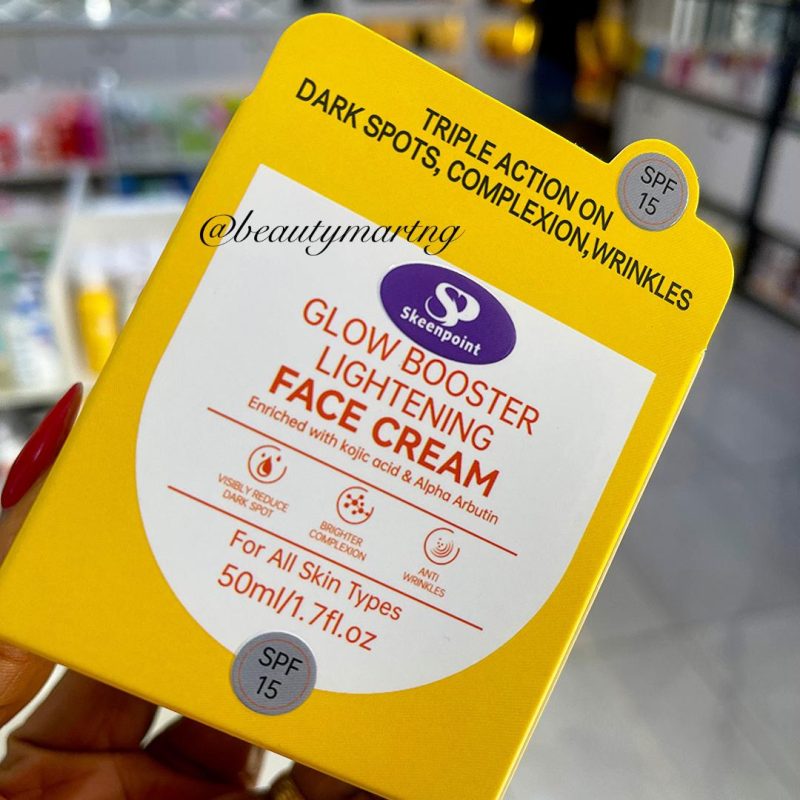 TRIPLE ACTION ON
DARK SPOTS, COMPLEXION,WRINKLES
SPF
15
@beautymartng
SP
Skeenpoint
GLOW BOOSTER
LIGHTENING
FACE CREAM
Enriched with kojic acid & Alpha Arbutin
VISIBLY REDUCE
DARK SPOT
BRIGHTER
COMPLEXION
ANTI
WRINKLES
For All Skin Types
50ml/1.7fl.oz
SPF
15